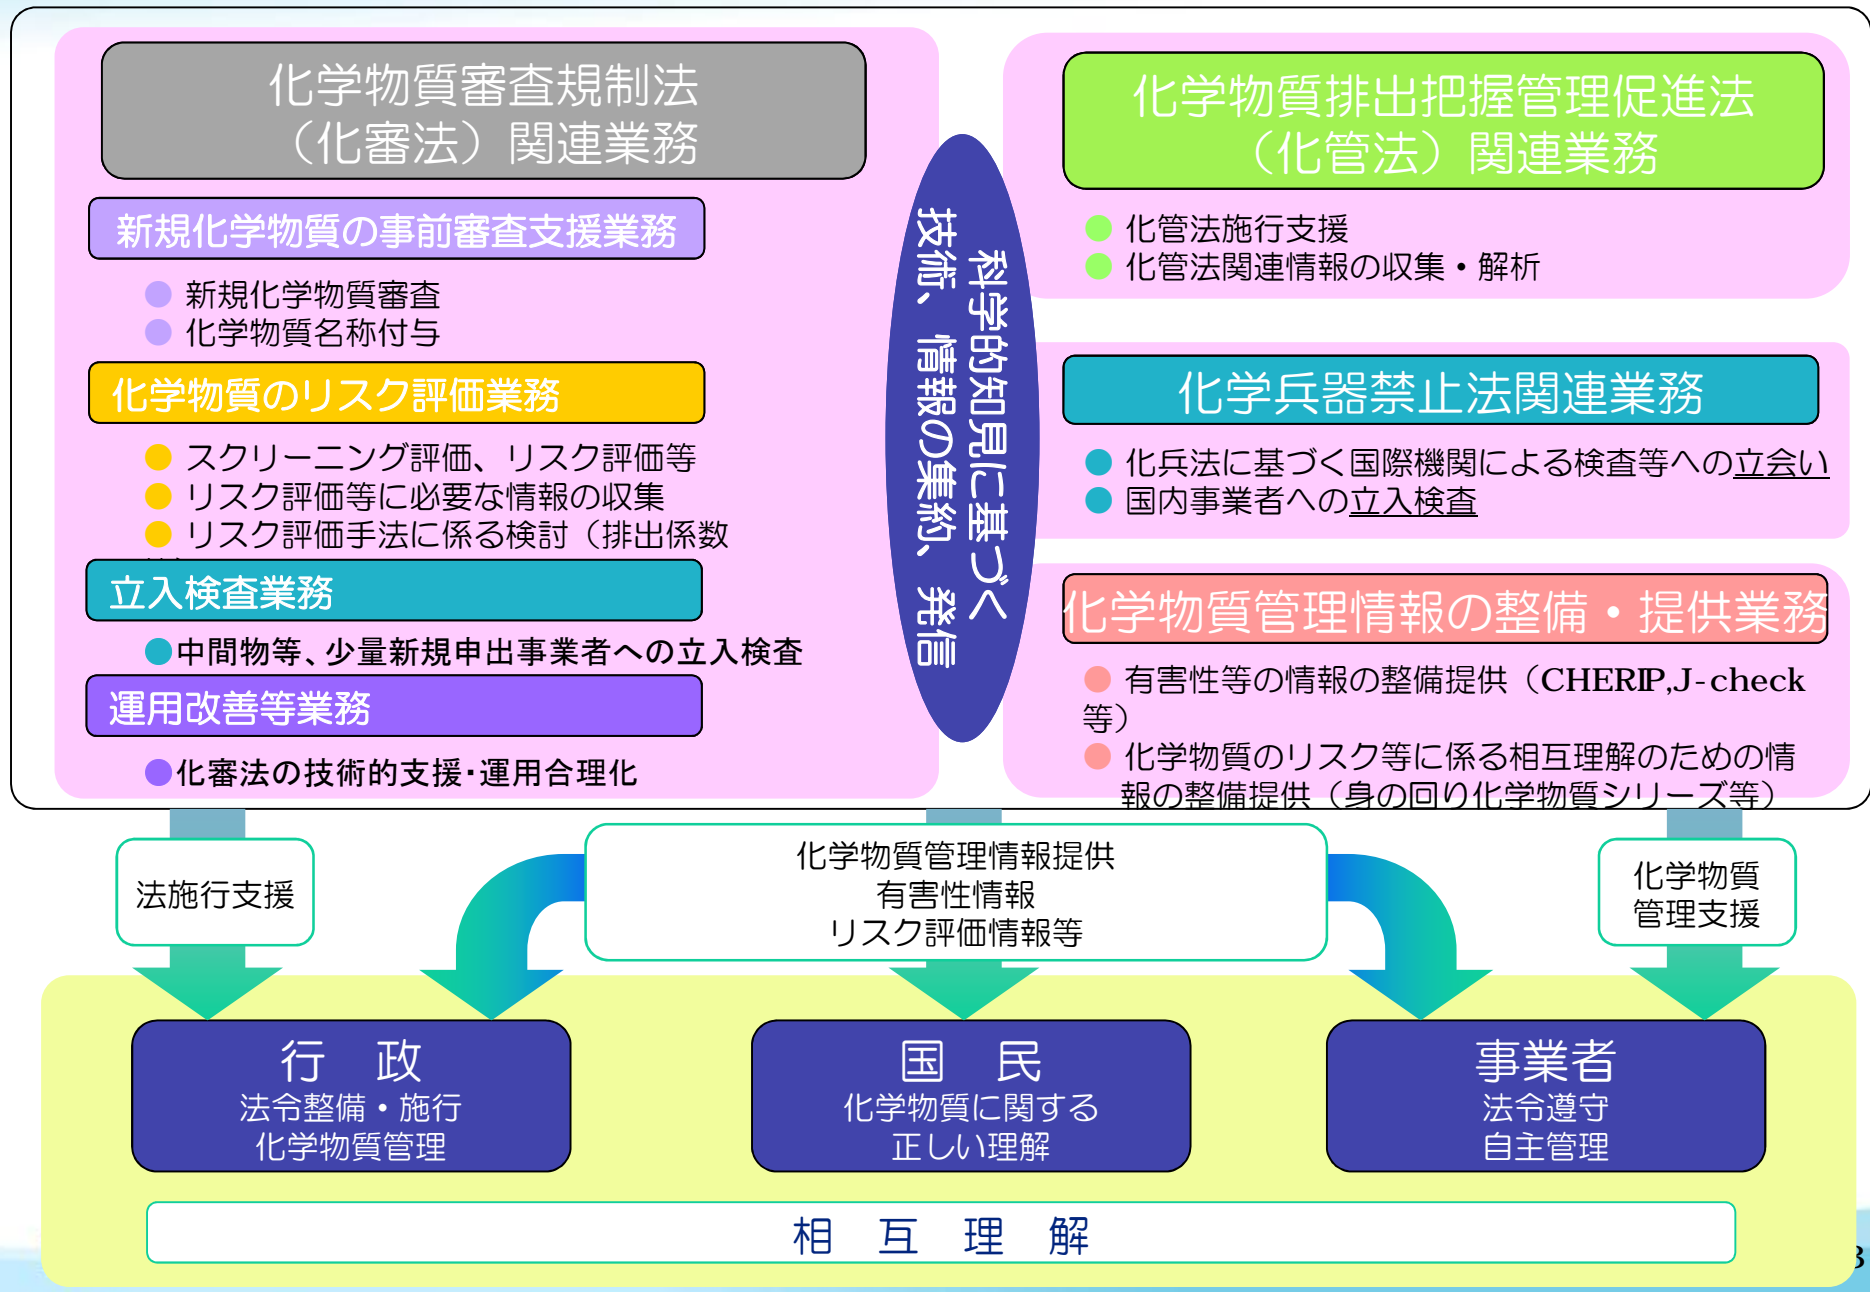 化学物質審査規制法
（化審法）関連業務
新規化学物質の事前審査支援業務
● 新規化学物質審査
● 化学物質名称付与
化学物質のリスク評価業務
● スクリーニング評価、リスク評価等
● リスク評価等に必要な情報の収集
● リスク評価手法に係る検討（排出係数
立入検査業務
●中間物等、少量新規申出事業者への立入検査
運用改善等業務
●化審法の技術的支援・運用合理化
科学的知見に基づく
技術、情報の集約、発信
化学物質排出把握管理促進法
（化管法）関連業務
● 化管法施行支援
● 化管法関連情報の収集・解析
化学兵器禁止法関連業務
● 化兵法に基づく国際機関による検査等への立会い
● 国内事業者への立入検査
化学物質管理情報の整備・提供業務
● 有害性等の情報の整備提供（CHERIP,J-check
等）
● 化学物質のリスク等に係る相互理解のための情
報の整備提供（身の回り化学物質シリーズ等）
法施行支援
化学物質管理情報提供
有害性情報
リスク評価情報等
化学物質
管理支援
行　政
法令整備・施行
化学物質管理
国　民
化学物質に関する
正しい理解
事業者
法令遵守
自主管理
相　互　理　解
3